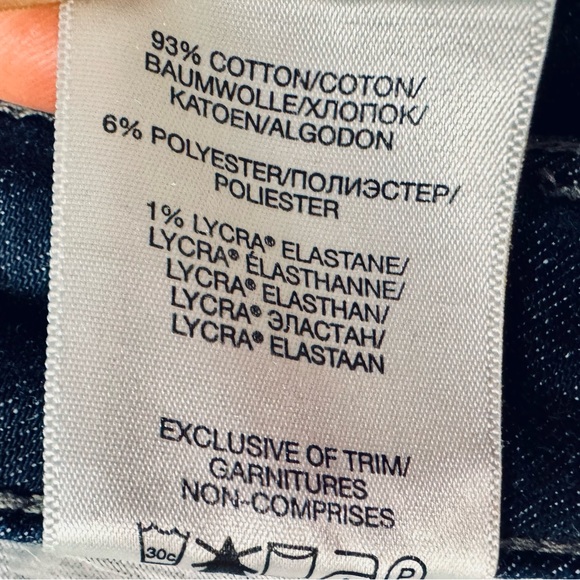 93% COTTON/COTON/
BAUMWOLLE/ХЛОПОК/
KATOEN/ALGODON
6% POLYESTER/ПОЛИЭСТЕР/
POLIESTER
1% LYCRA® ELASTANE/
LYCRA® ÉLASTHANNE/
LYCRA® ELASTHAN/
LYCRA® ЭЛАСТАН/
LYCRA® ELASTAAN
EXCLUSIVE OF TRIM/
GARNITURES
NON-COMPRISES
30c P